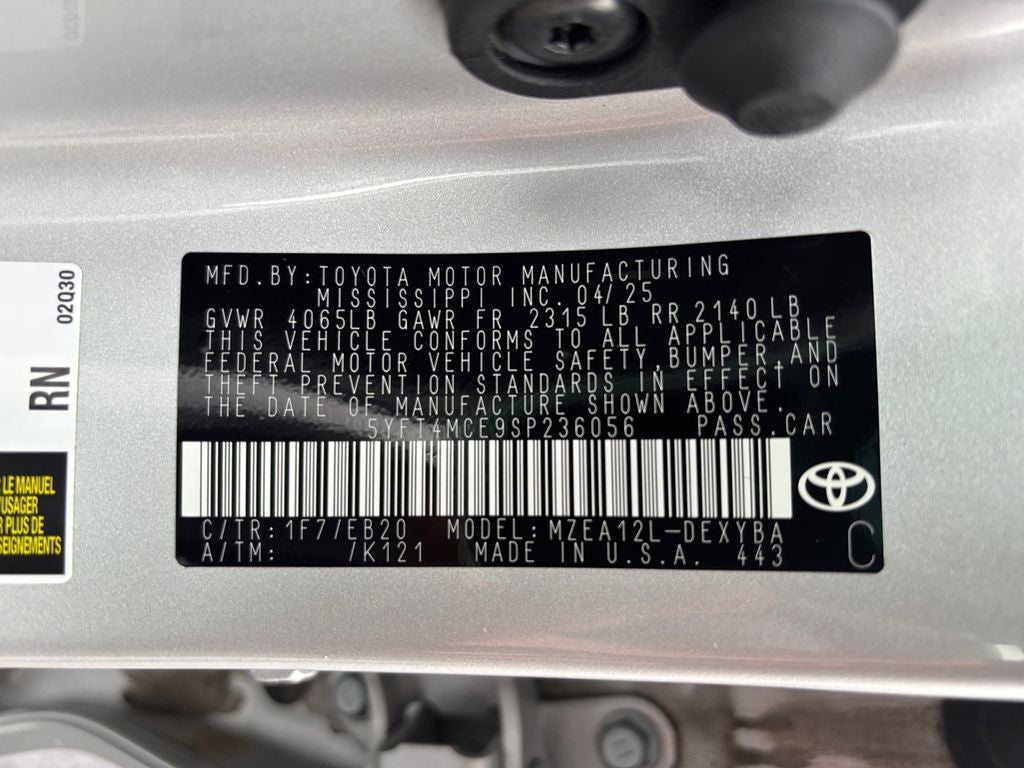 MFD.BY:TOYOTA MOTOR MANUFACTURING
MISSISSIPPI INC. 04/25
GVWR 4065LB GAWR FR 2315 LB RR 2140 LB
THIS VEHICLE CONFORMS TO ALL APPLICABLE
FEDERAL MOTOR VEHICLE SAFETY,BUMPER,AND
THEFT PREVENTION STANDARDS IN EFFECT ON
THE DATE OF MANUFACTURE SHOWN ABOVE.
5YFT4MCE9SP236056 PASS.CAR
C/TR:1F7/EB20 MODEL:MZEA12L-DEXYBA
A/TM: /K121 MADE IN U.S.A. 443
C
02Q30
RN
LE MANUEL
USAGER
PLUS DE
SEIGNEMENTS